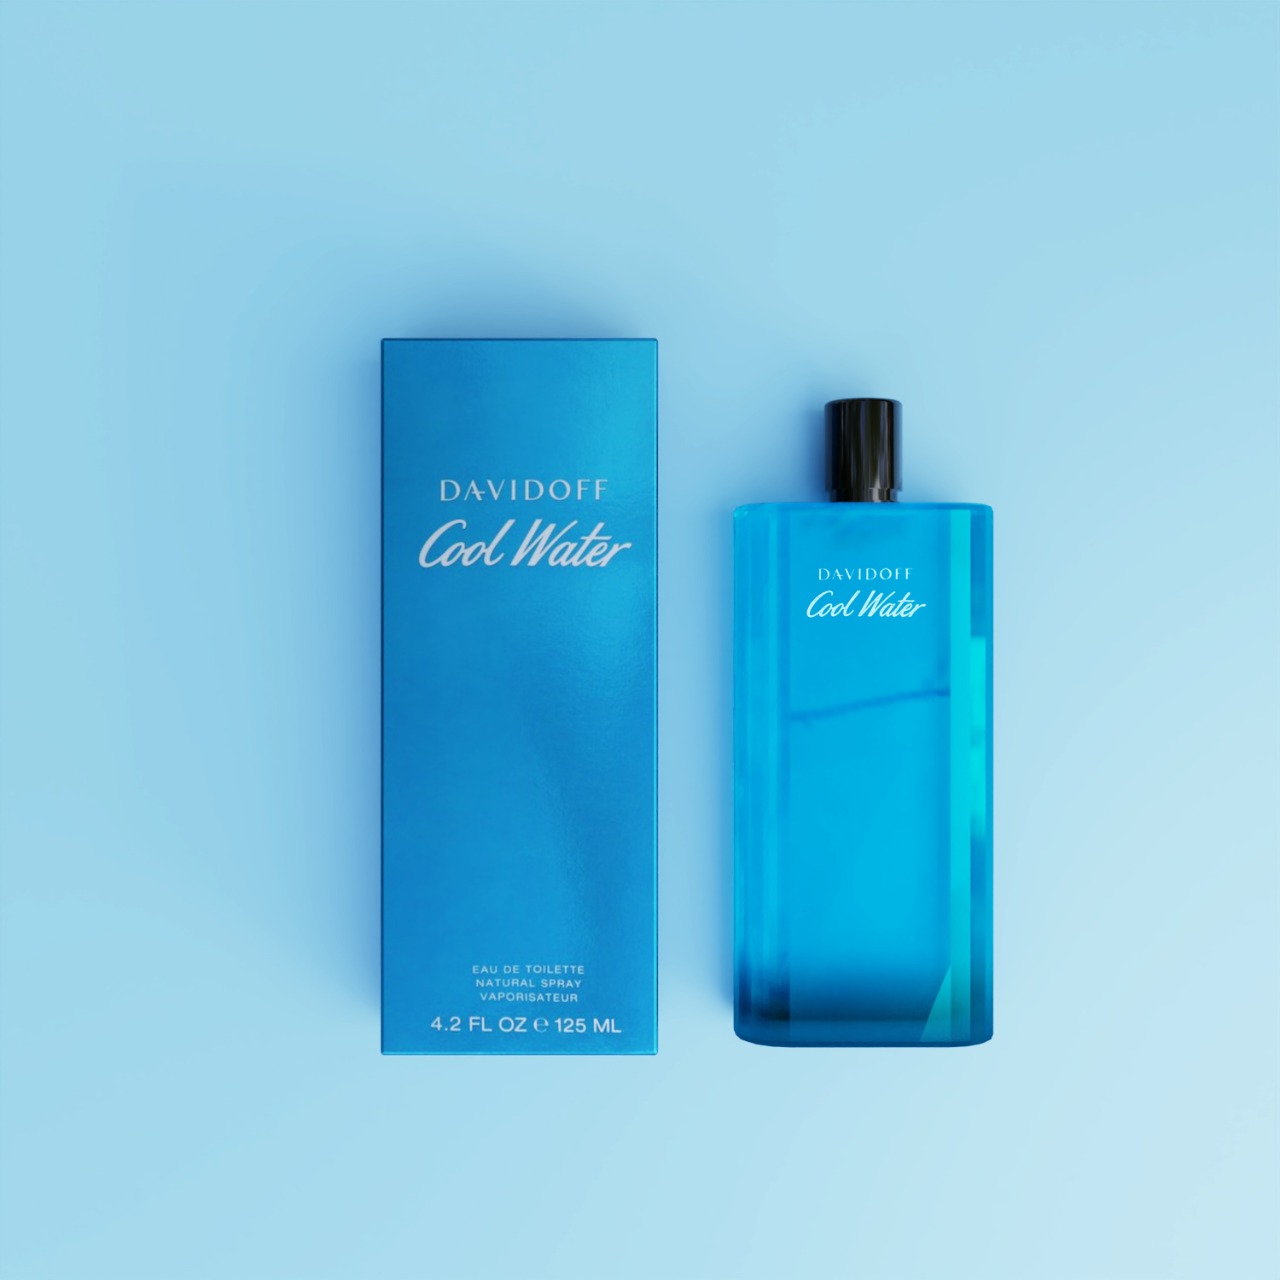 DAVIDOFF
Cool Water
EAU DE TOILETTE
NATURAL SPRAY
VAPORISATEUR
4.2 FL OZ ℮ 125 ML
DAVIDOFF
Cool Water